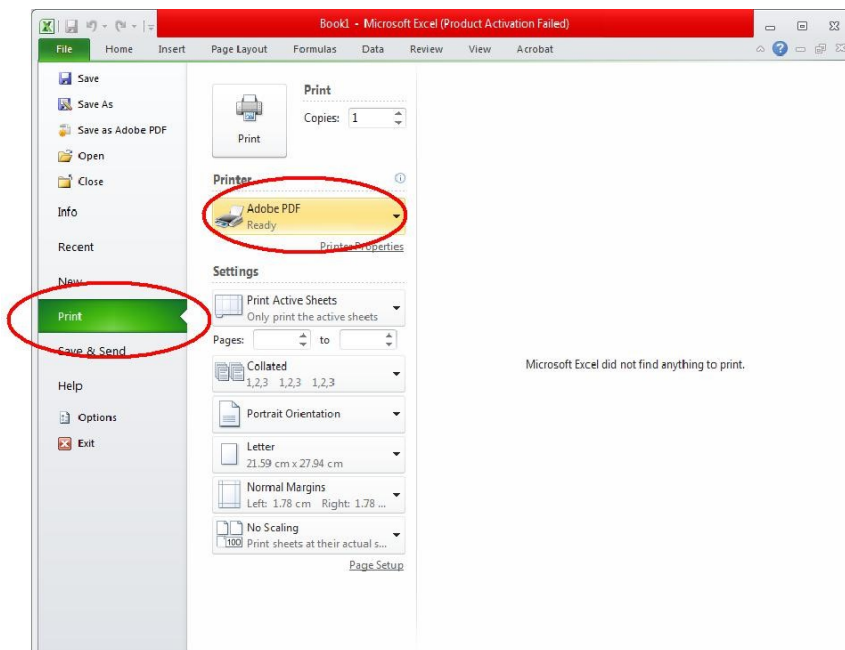 Book1 - Microsoft Excel (Product Activation Failed)
File Home Insert Page Layout Formulas Data Review View Acrobat
Save
Save As
Save as Adobe PDF
Open
Close
Info
Recent
New
Print
Save & Send
Help
Options
Exit
Print
Print
Copies: 1
Printer
Adobe PDF
Ready
Printer Properties
Settings
Print Active Sheets
Only print the active sheets
Pages: to
Collated
1,2,3 1,2,3 1,2,3
Portrait Orientation
Letter
21.59 cm x 27.94 cm
Normal Margins
Left: 1.78 cm Right: 1.78 ...
No Scaling
100
Print sheets at their actual s...
Page Setup
Microsoft Excel did not find anything to print.